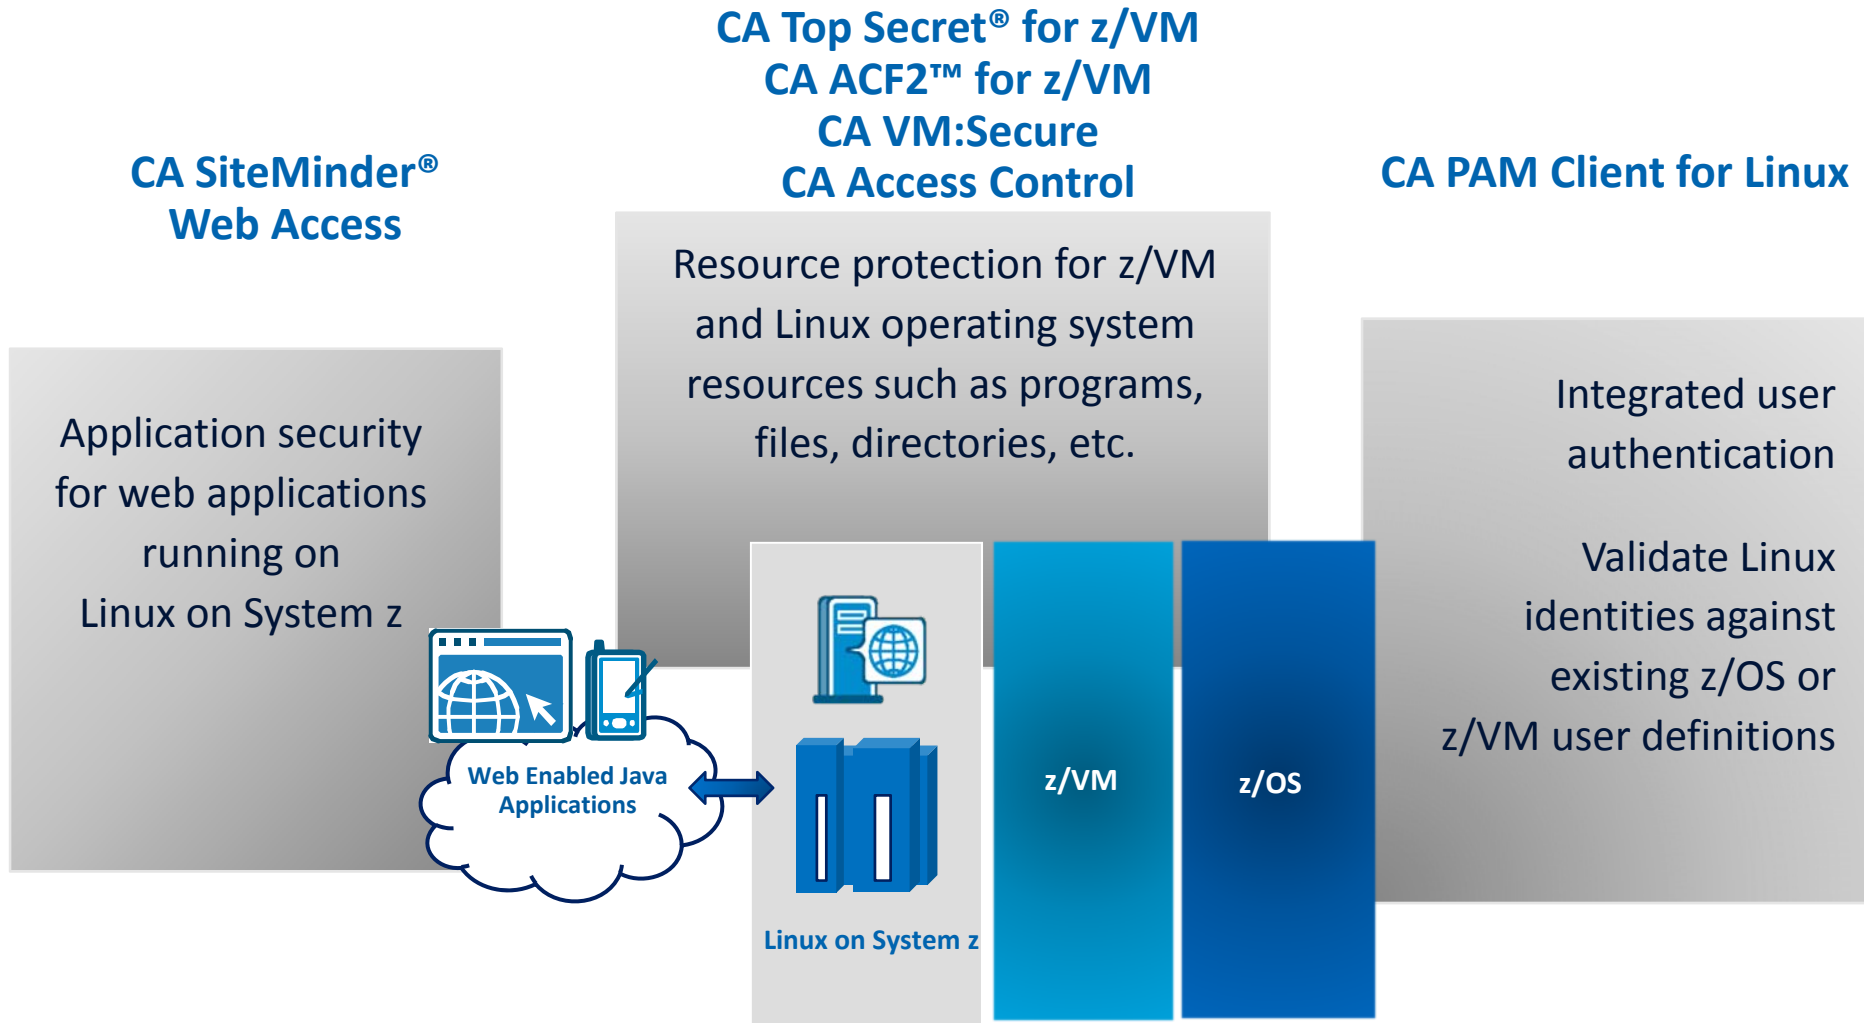 CA Top Secret® for z/VM
CA ACF2™ for z/VM
CA VM:Secure
CA Access Control
CA SiteMinder®
Web Access
CA PAM Client for Linux
Resource protection for z/VM
and Linux operating system
resources such as programs,
files, directories, etc.
Application security
for web applications
running on
Linux on System z
Integrated user
authentication
Validate Linux
identities against
existing z/OS or
z/VM user definitions
Web Enabled Java
Applications
z/VM
z/OS
Linux on System z